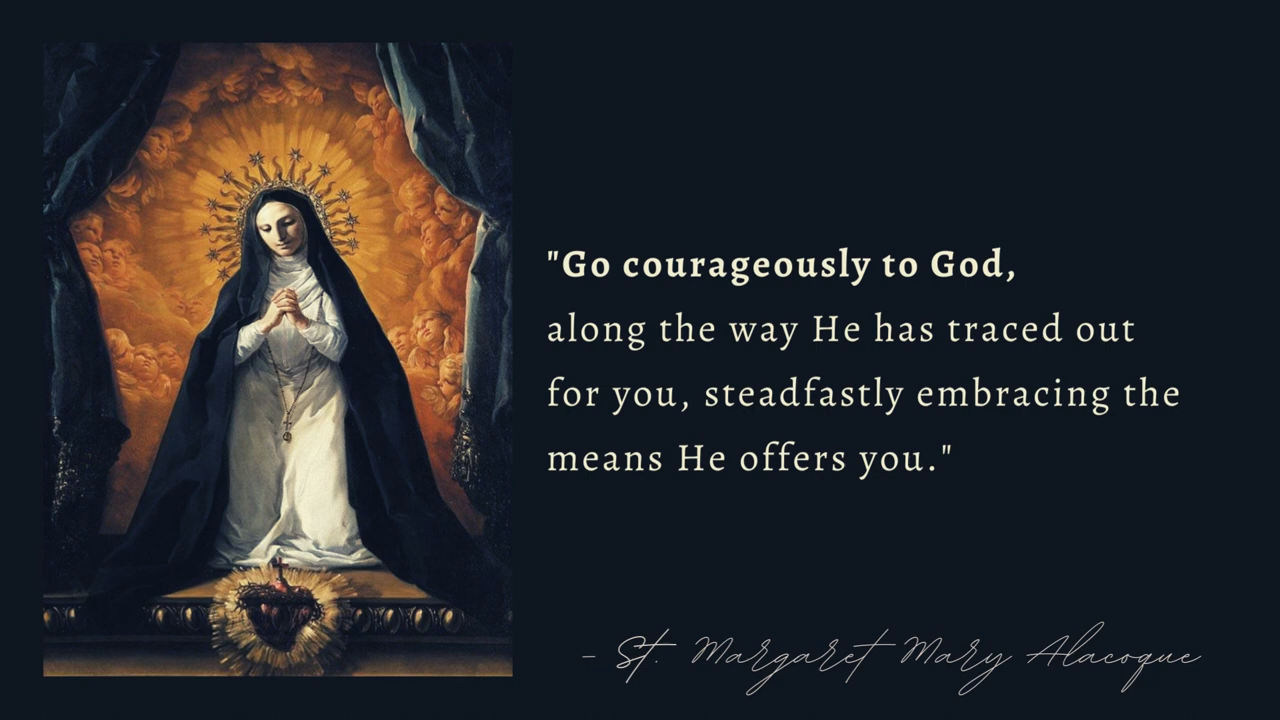 "Go courageously to God,
along the way He has traced out
for you, steadfastly embracing the
means He offers you."
- St. Margaret Mary Alacoque